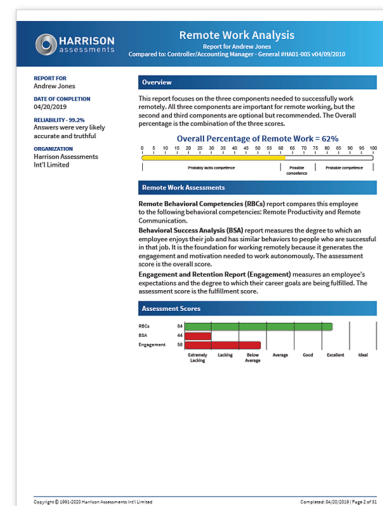 HARRISON
assessments
Remote Work Analysis
Report for Andrew Jones
Compared to: Controller/Accounting Manager - General #HA01-005 v04/09/2010
REPORT FOR
Andrew Jones
DATE OF COMPLETION
04/20/2019
RELIABILITY - 99.2%
Answers were very likely
accurate and truthful
ORGANIZATION
Harrison Assessments
Int'l Limited
Overview
This report focuses on the three components needed to successfully work
remotely. All three components are important for remote working, but the
second and third components are optional but recommended. The Overall
percentage is the combination of the three scores.
Overall Percentage of Remote Work = 62%
0 5 10 15 20 25 30 35 40 45 50 55 60 65 70 75 80 85 90 95 100
Probably lacks competence
Possible
competence
Probable competence
Remote Work Assessments
Remote Behavioral Competencies (RBCs) report compares this employee
to the following behavioral competencies: Remote Productivity and Remote
Communication.
Behavioral Success Analysis (BSA) report measures the degree to which an
employee enjoys their job and has similar behaviors to people who are successful
in that job. It is the foundation for working remotely because it generates the
engagement and motivation needed to work autonomously. The assessment
score is the overall score.
Engagement and Retention Report (Engagement) measures an employee's
expectations and the degree to which their career goals are being fulfilled. The
assessment score is the fulfillment score.
Assessment Scores
RBCs 84
BSA 44
Engagement 58
Extremely
Lacking
Lacking
Below
Average
Average
Good
Excellent
Ideal
Copyright © 1991-2020 Harrison Assessments Int'l Limited
Completed: 04/20/2019 | Page 2 of 31